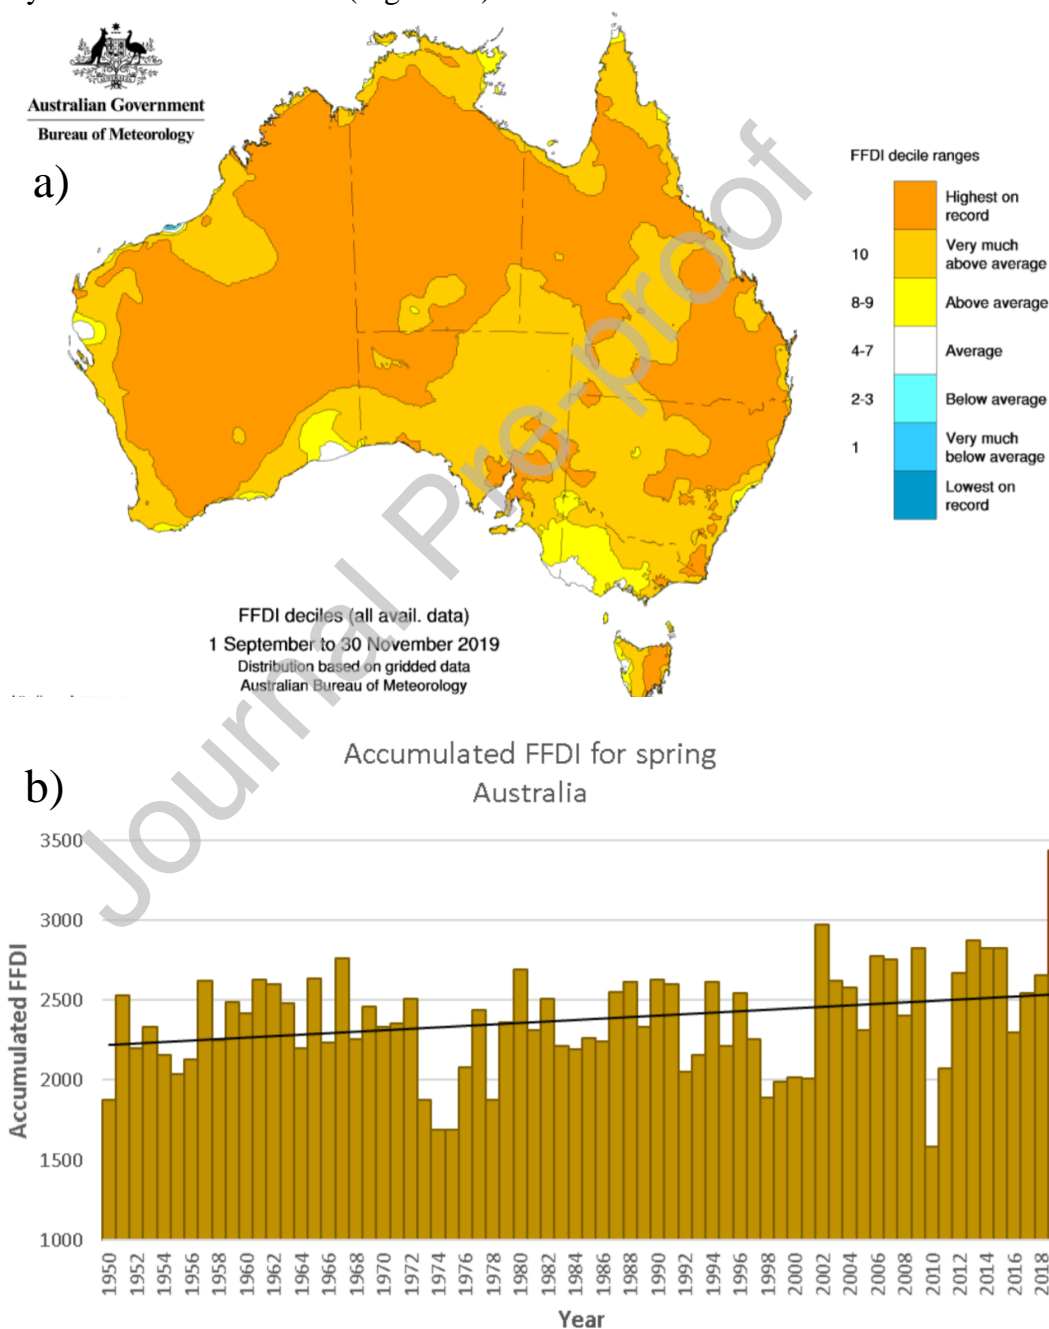 Australian Government
Bureau of Meteorology
a)
FFDI decile ranges
Highest on
record
10
Very much
above average
8-9
Above average
4-7
Average
2-3
Below average
1
Very much
below average
Lowest on
record
FFDI deciles (all avail. data)
1 September to 30 November 2019
Distribution based on gridded data
Australian Bureau of Meteorology
Journal Pre-proof
b)
Accumulated FFDI for spring
Australia
Accumulated FFDI
3500
3000
2500
2000
1500
1000
1950 1952 1954 1956 1958 1960 1962 1964 1966 1968 1970 1972 1974 1976 1978 1980 1982 1984 1986 1988 1990 1992 1994 1996 1998 2000 2002 2004 2006 2008 2010 2012 2014 2016 2018
Year